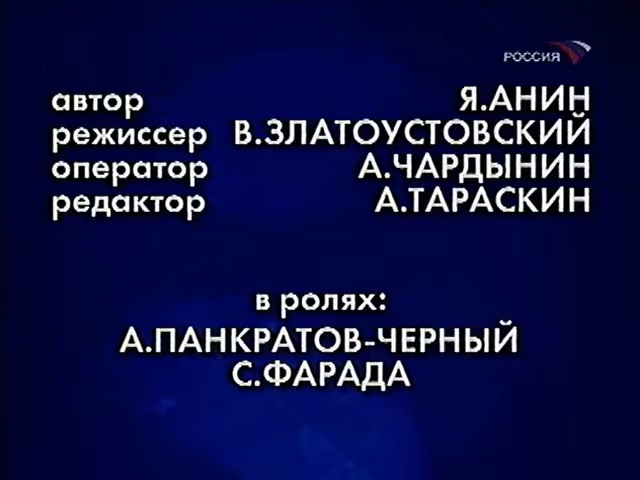 РОССИЯ
автор Я.АНИН
режиссер В.ЗЛАТОУСТОВСКИЙ
оператор А.ЧАРДЫНИН
редактор А.ТАРАСКИН
в ролях:
А.ПАНКРАТОВ-ЧЕРНЫЙ
С.ФАРАДА